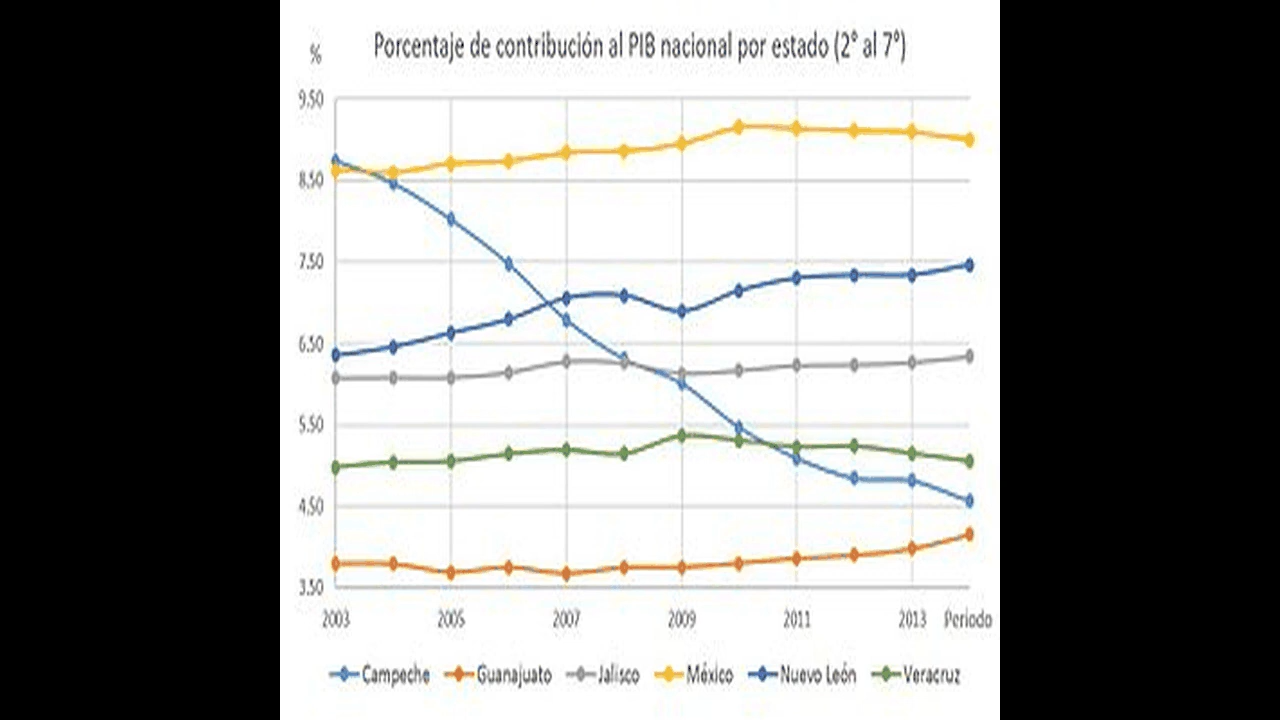 Porcentaje de contribución al PIB nacional por estado (2° al 7°)
%
9.50
8.50
7.50
6.50
5.50
4.50
3.50
2003 2005 2007 2009 2011 2013 Periodo
Campeche Guanajuato Jalisco México Nuevo León Veracruz